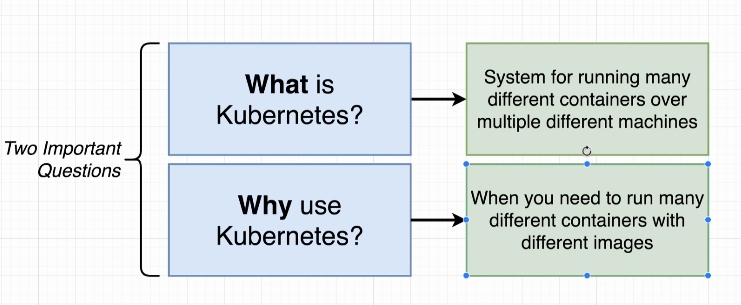 Two Important
Questions
What is
Kubernetes?
System for running many
different containers over
multiple different machines
Why use
Kubernetes?
When you need to run many
different containers with
different images